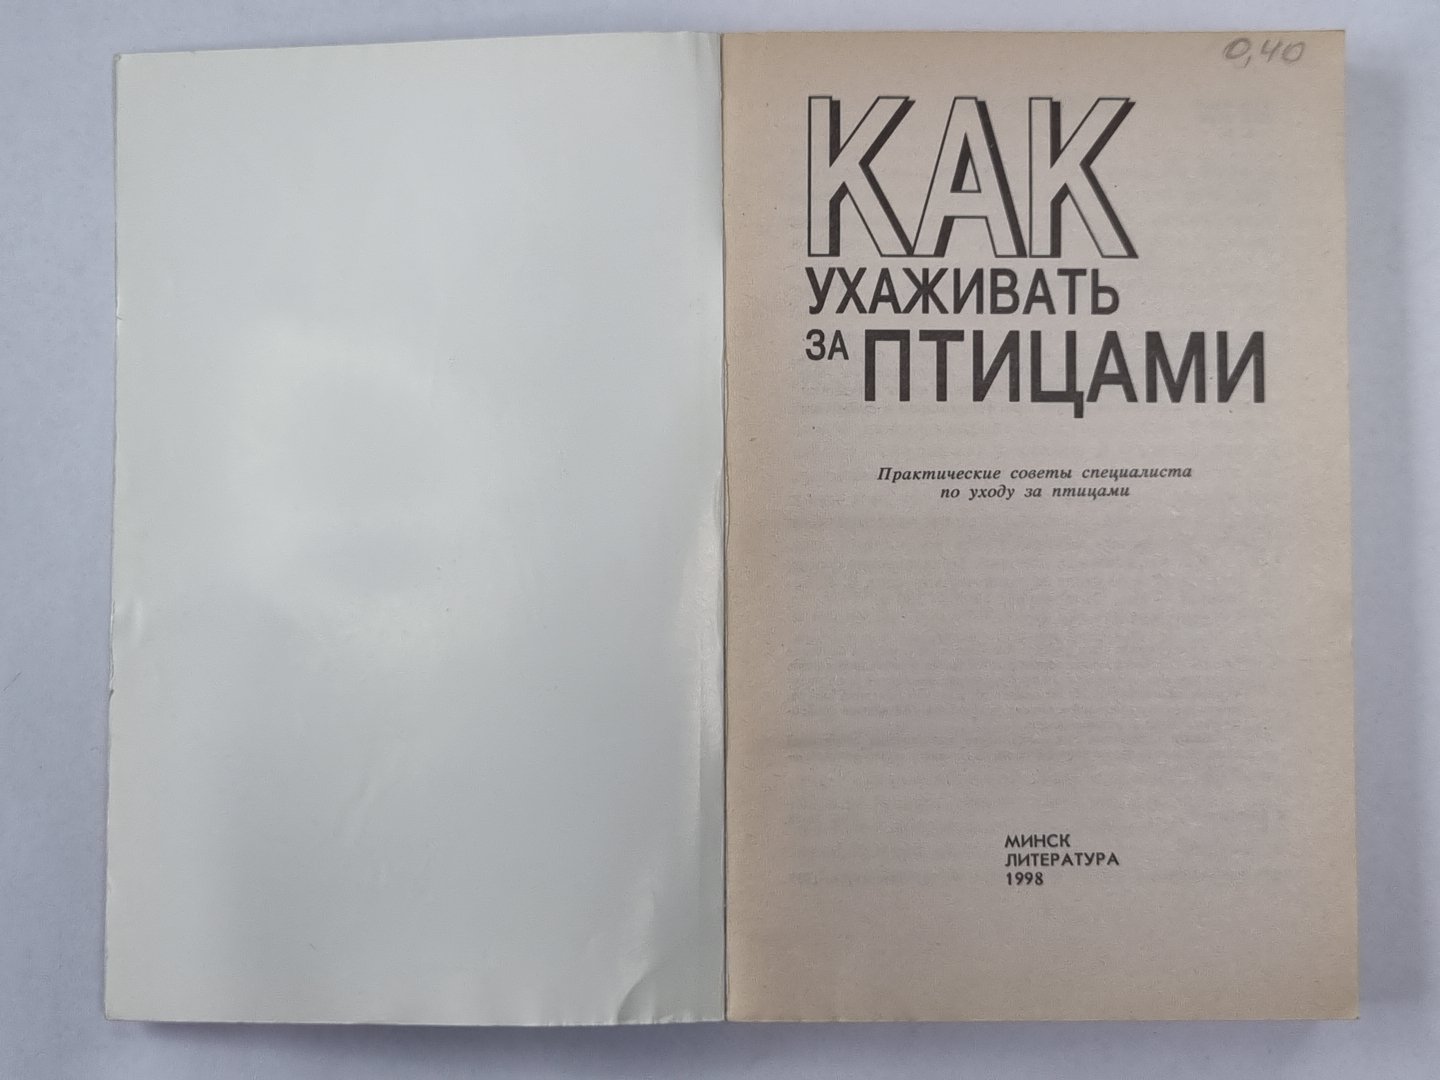 0,40
КАК
УХАЖИВАТЬ
ЗА ПТИЦАМИ
Практические советы специалиста
по уходу за птицами
МИНСК
ЛИТЕРАТУРА
1998